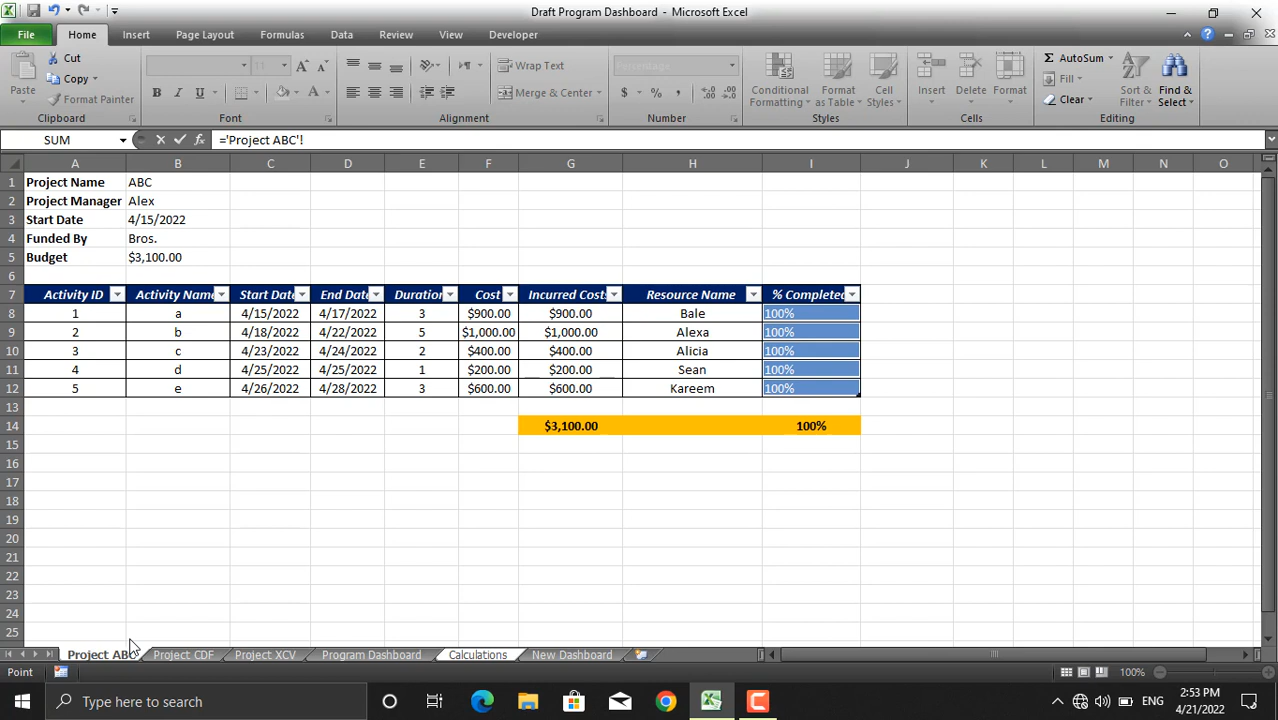 Draft Program Dashboard - Microsoft Excel
File Home Insert Page Layout Formulas Data Review View Developer
Cut
Copy
Paste Format Painter
11
Wrap Text
Merge & Center
Percentage
Conditional Formatting Format as Table Cell Styles
Insert Delete Format
AutoSum
Fill
Clear
Sort & Filter Find & Select
Clipboard Font Alignment Number Styles Cells Editing
SUM ='Project ABC'!
A B C D E F G H I J K L M N O
1 Project Name ABC
2 Project Manager Alex
3 Start Date 4/15/2022
4 Funded By Bros.
5 Budget $3,100.00
6
7 Activity ID Activity Name Start Date End Date Duration Cost Incurred Costs Resource Name % Completed
8 1 a 4/15/2022 4/17/2022 3 $900.00 $900.00 Bale 100%
9 2 b 4/18/2022 4/22/2022 5 $1,000.00 $1,000.00 Alexa 100%
10 3 c 4/23/2022 4/24/2022 2 $400.00 $400.00 Alicia 100%
11 4 d 4/25/2022 4/25/2022 1 $200.00 $200.00 Sean 100%
12 5 e 4/26/2022 4/28/2022 3 $600.00 $600.00 Kareem 100%
13
14 $3,100.00 100%
15
16
17
18
19
20
21
22
23
24
25
Project ABC Project CDF Project XCV Program Dashboard Calculations New Dashboard
Point 100%
Type here to search ENG 2:53 PM
4/21/2022